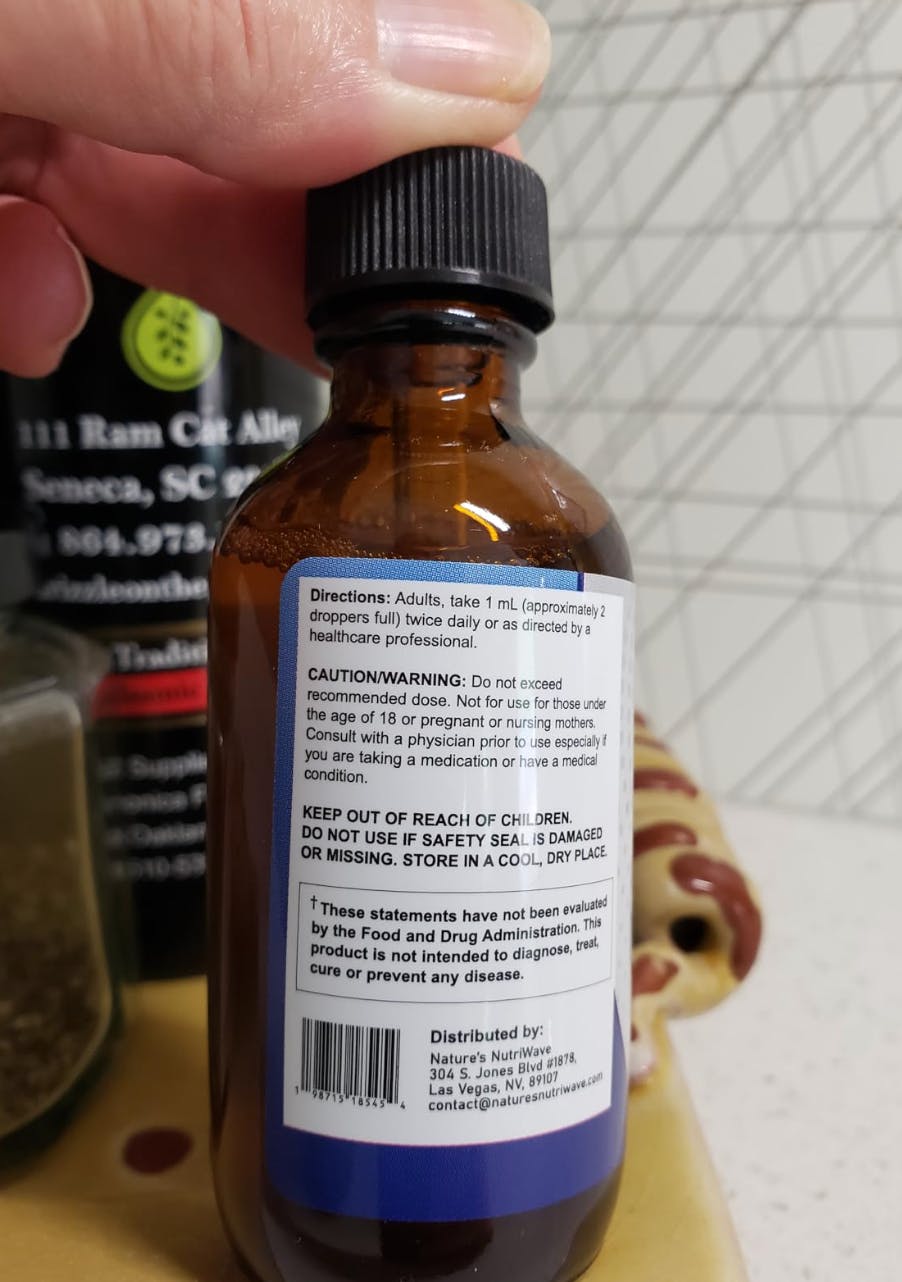 111 Ram Cat Alley
Seneca, SC
864.973.
Directions: Adults, take 1 mL (approximately 2
droppers full) twice daily or as directed by a
healthcare professional.
CAUTION/WARNING: Do not exceed
recommended dose. Not for use for those under
the age of 18 or pregnant or nursing mothers.
Consult with a physician prior to use especially if
you are taking a medication or have a medical
condition.
KEEP OUT OF REACH OF CHILDREN.
DO NOT USE IF SAFETY SEAL IS DAMAGED
OR MISSING. STORE IN A COOL, DRY PLACE.
†These statements have not been evaluated
by the Food and Drug Administration. This
product is not intended to diagnose, treat,
cure or prevent any disease.
1 98715 18545 4
Distributed by:
Nature's NutriWave
304 S. Jones Blvd #1878,
Las Vegas, NV, 89107
contact@naturesnutriwave.com